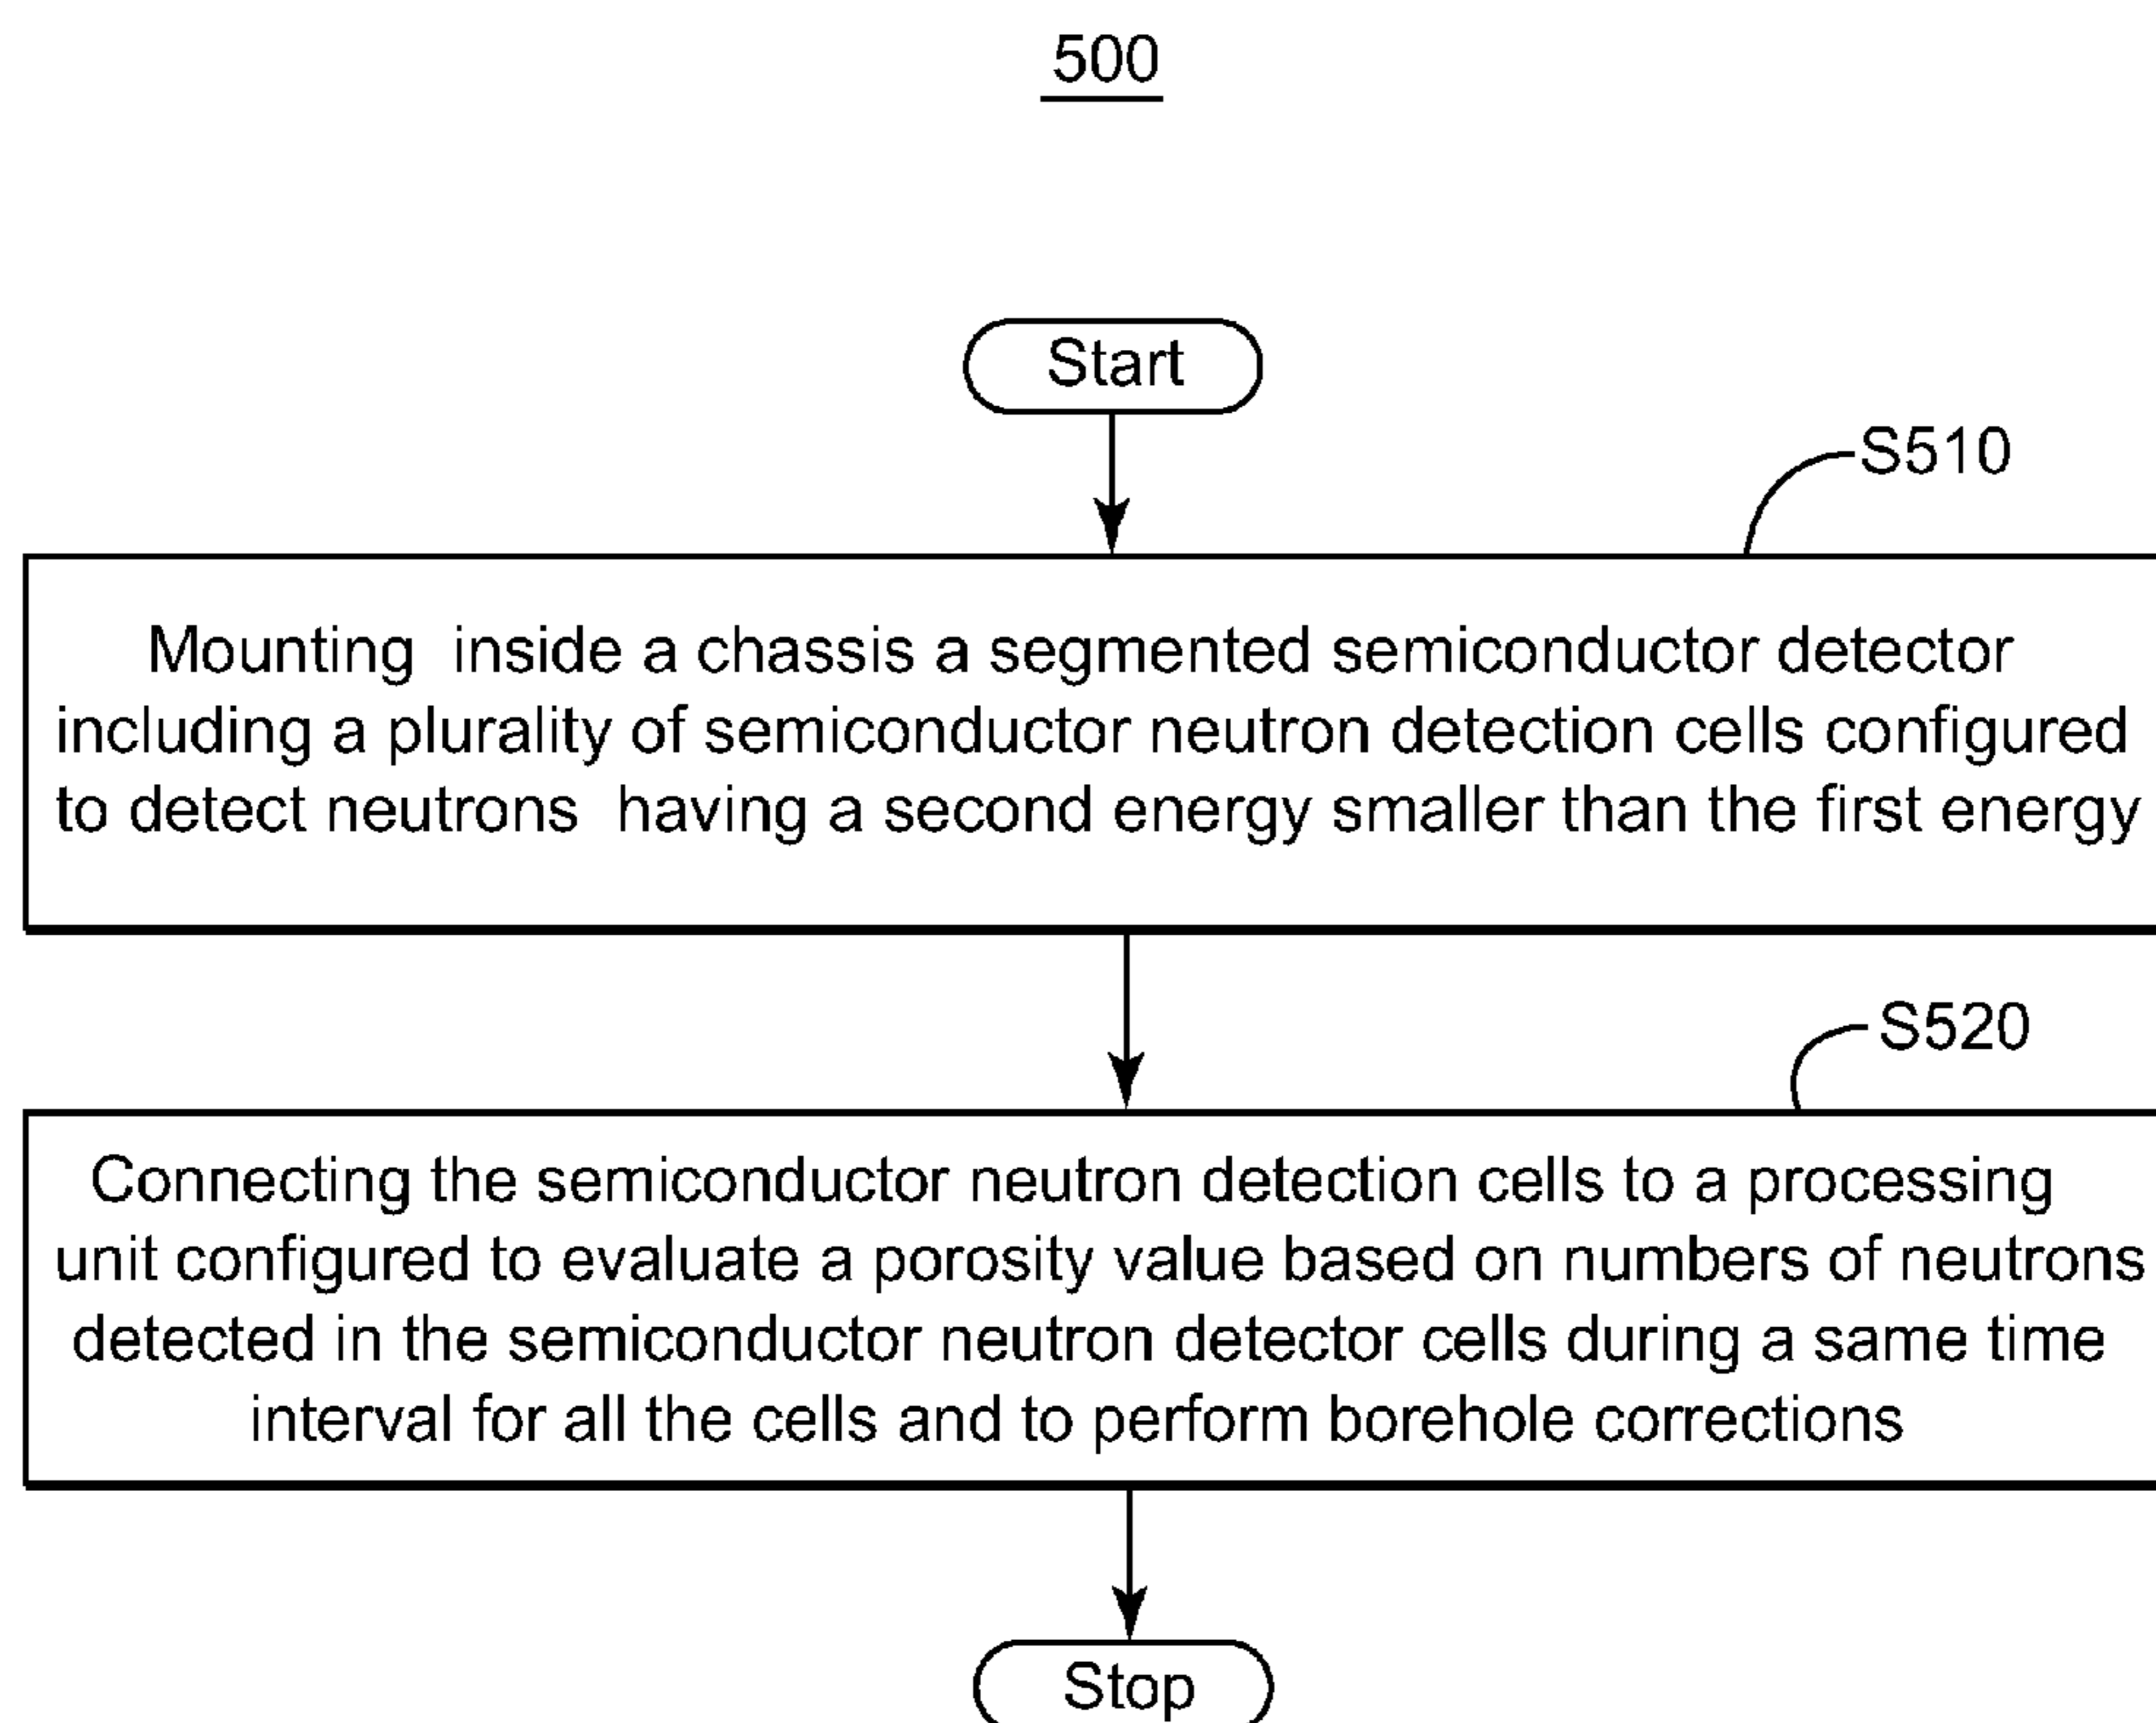 500
Start
S510
Mounting inside a chassis a segmented semiconductor detector
including a plurality of semiconductor neutron detection cells configured
to detect neutrons having a second energy smaller than the first energy
S520
Connecting the semiconductor neutron detection cells to a processing
unit configured to evaluate a porosity value based on numbers of neutrons
detected in the semiconductor neutron detector cells during a same time
interval for all the cells and to perform borehole corrections
Stop